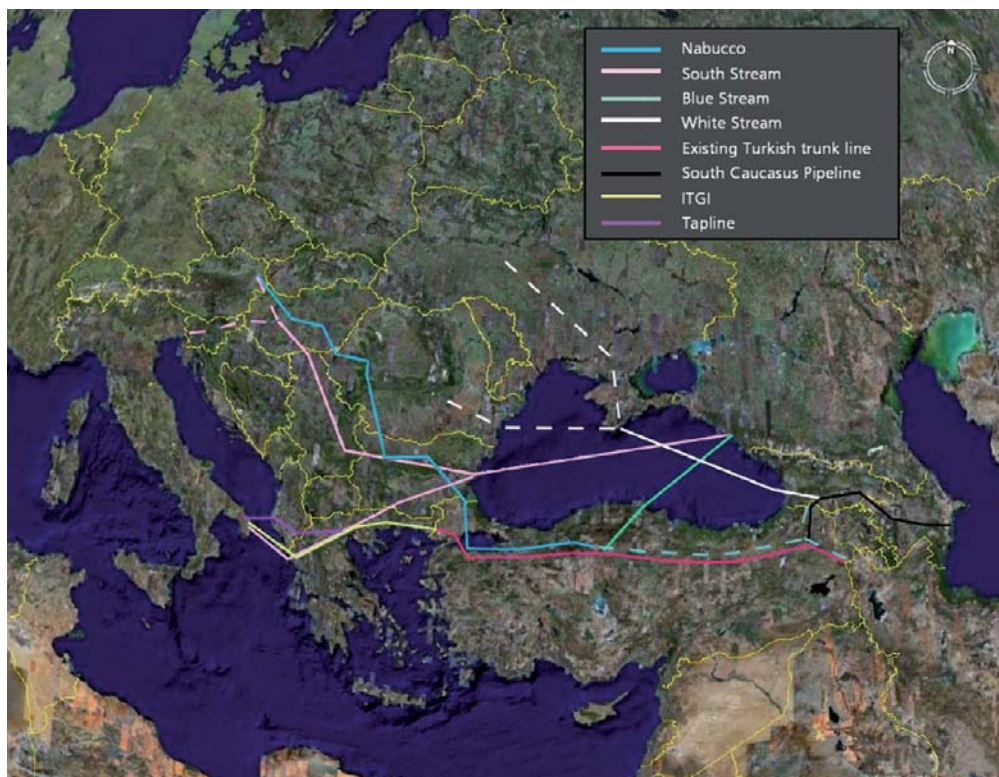 Nabucco
South Stream
Blue Stream
White Stream
Existing Turkish trunk line
South Caucasus Pipeline
ITGI
Tapline
N